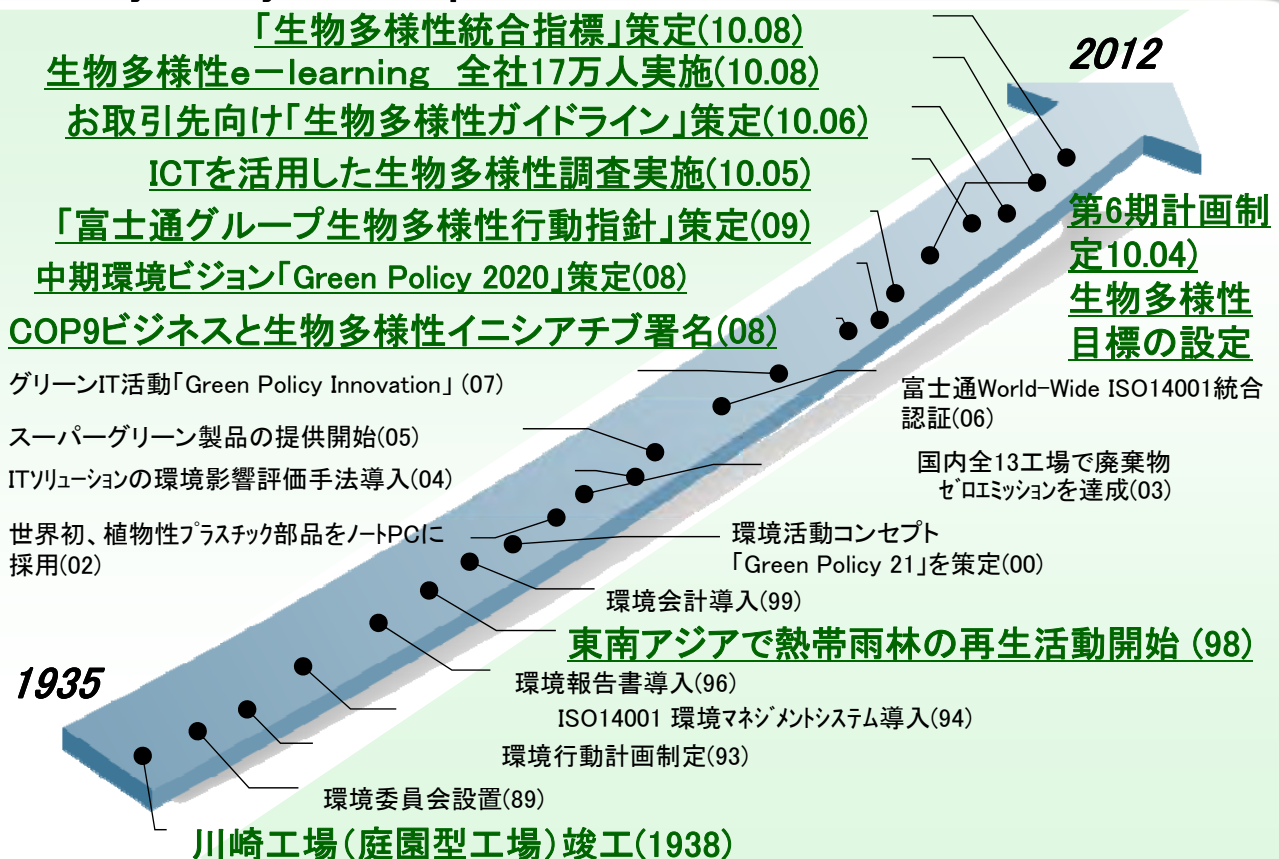 「生物多様性統合指標」策定(10.08)
2012
生物多様性e－learning　全社17万人実施(10.08)
お取引先向け「生物多様性ガイドライン」策定(10.06)
ICTを活用した生物多様性調査実施(10.05)
「富士通グループ生物多様性行動指針」策定(09)
中期環境ビジョン「Green Policy 2020」策定(08)
COP9ビジネスと生物多様性イニシアチブ署名(08)
第6期計画制
定10.04)
生物多様性
目標の設定
グリーンIT活動「Green Policy Innovation」 (07)
富士通World-Wide ISO14001統合
認証(06)
スーパーグリーン製品の提供開始(05)
ITソリューションの環境影響評価手法導入(04)
国内全13工場で廃棄物
ゼロエミッションを達成(03)
世界初、植物性プラスチック部品をノートPCに
採用(02)
環境活動コンセプト
「Green Policy 21」を策定(00)
環境会計導入(99)
東南アジアで熱帯雨林の再生活動開始 (98)
1935
環境報告書導入(96)
ISO14001 環境マネジメントシステム導入(94)
環境行動計画制定(93)
環境委員会設置(89)
川崎工場(庭園型工場)竣工(1938)